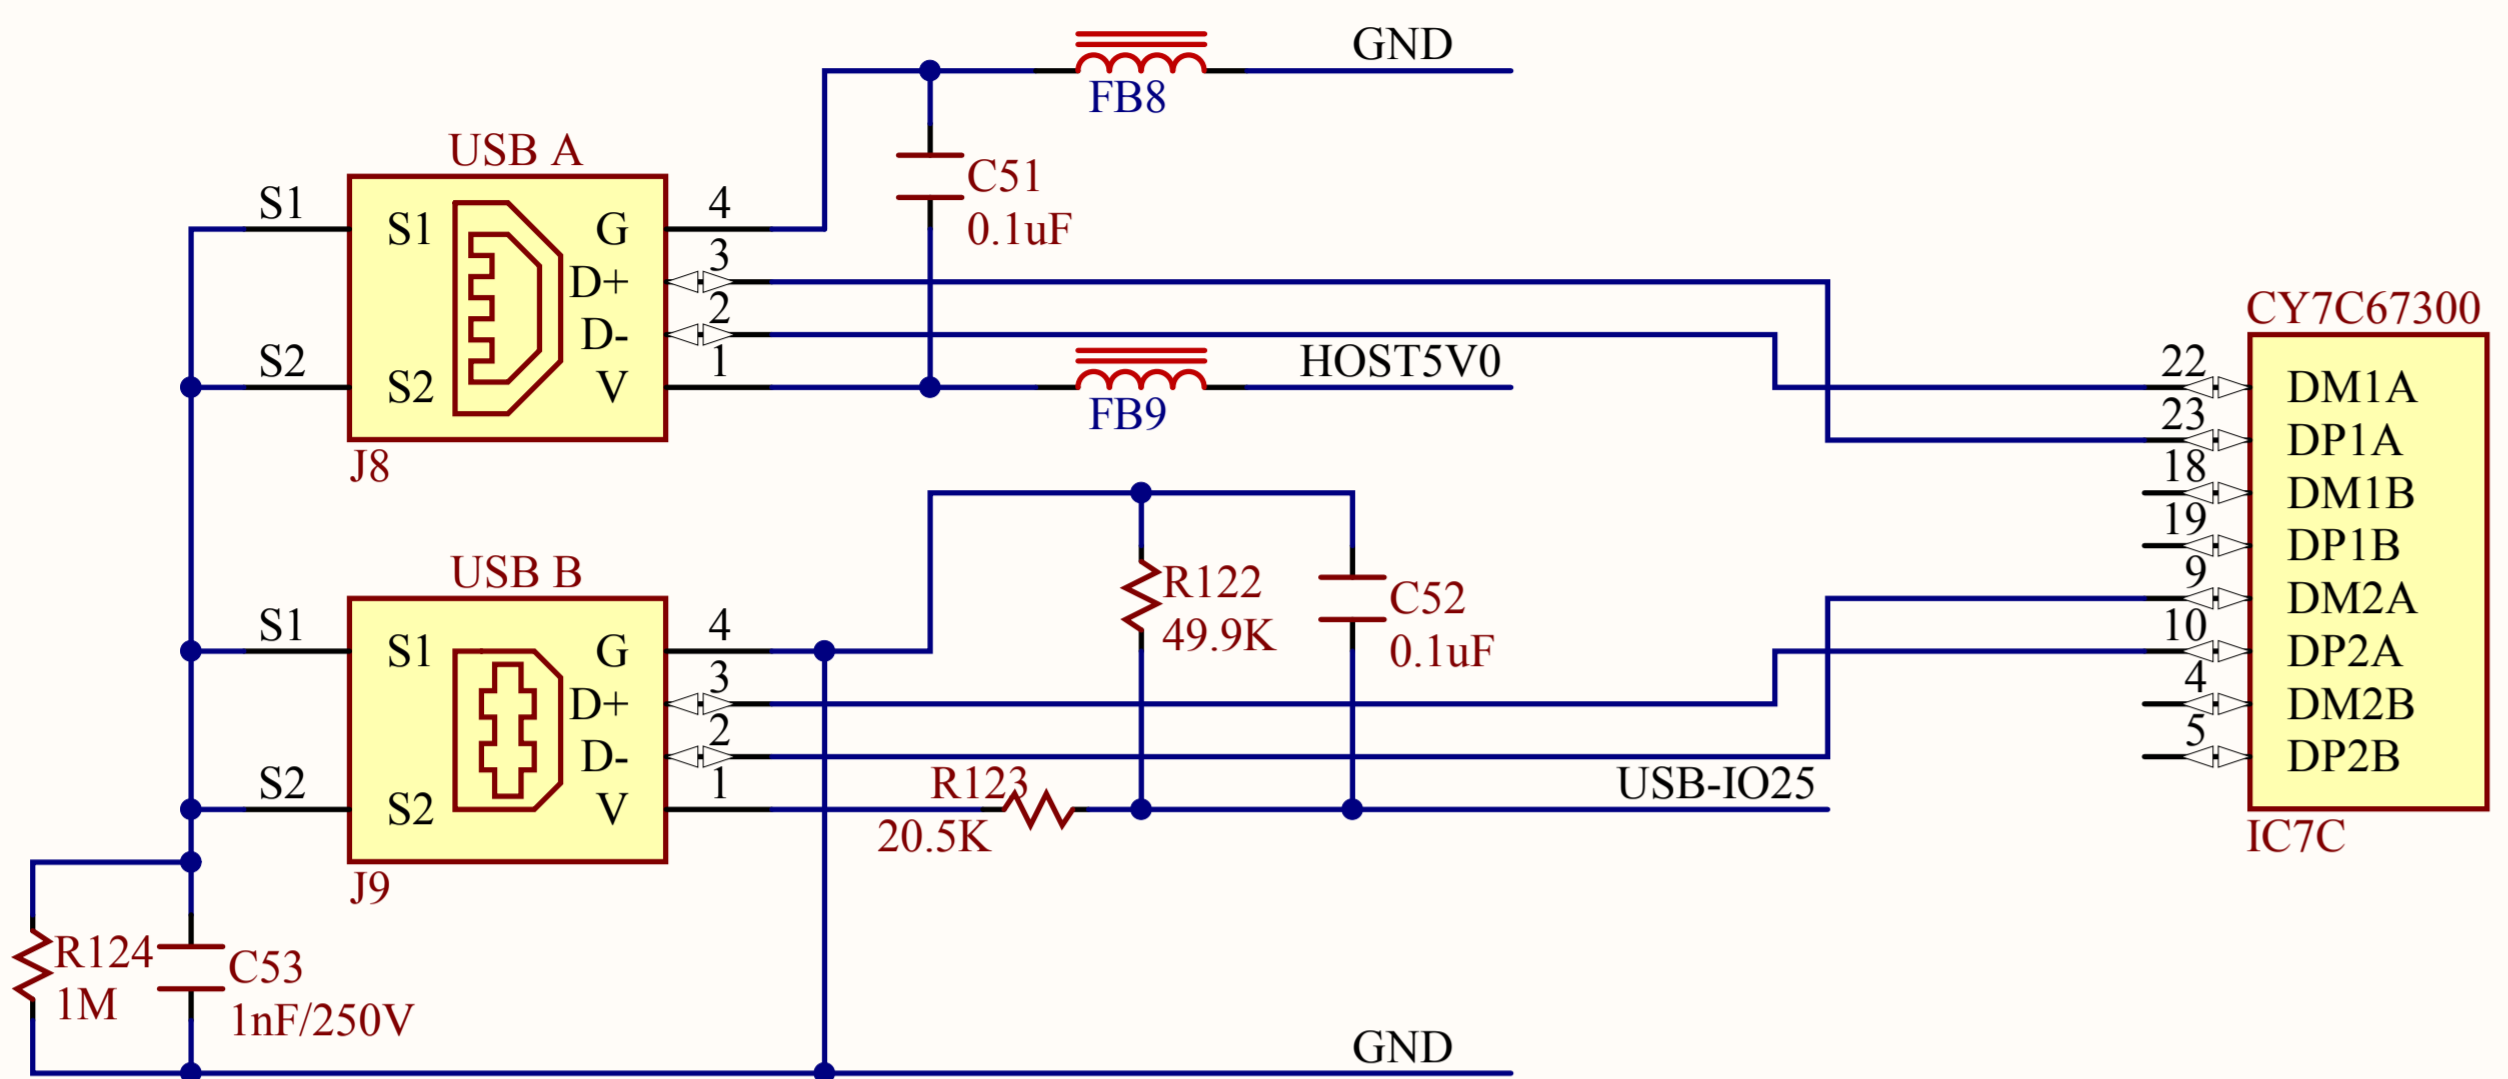 GND
FB8
USB A
C51
0.1uF
S1
S1
G
4
D+
3
D-
2
S2
S2
V
1
HOST5V0
FB9
J8
CY7C67300
22
DM1A
23
DP1A
18
DM1B
19
DP1B
9
DM2A
10
DP2A
4
DM2B
5
DP2B
IC7C
USB B
R122
49.9K
C52
0.1uF
S1
S1
G
4
D+
3
D-
2
S2
S2
V
1
R123
20.5K
USB-IO25
J9
R124
1M
C53
1nF/250V
GND